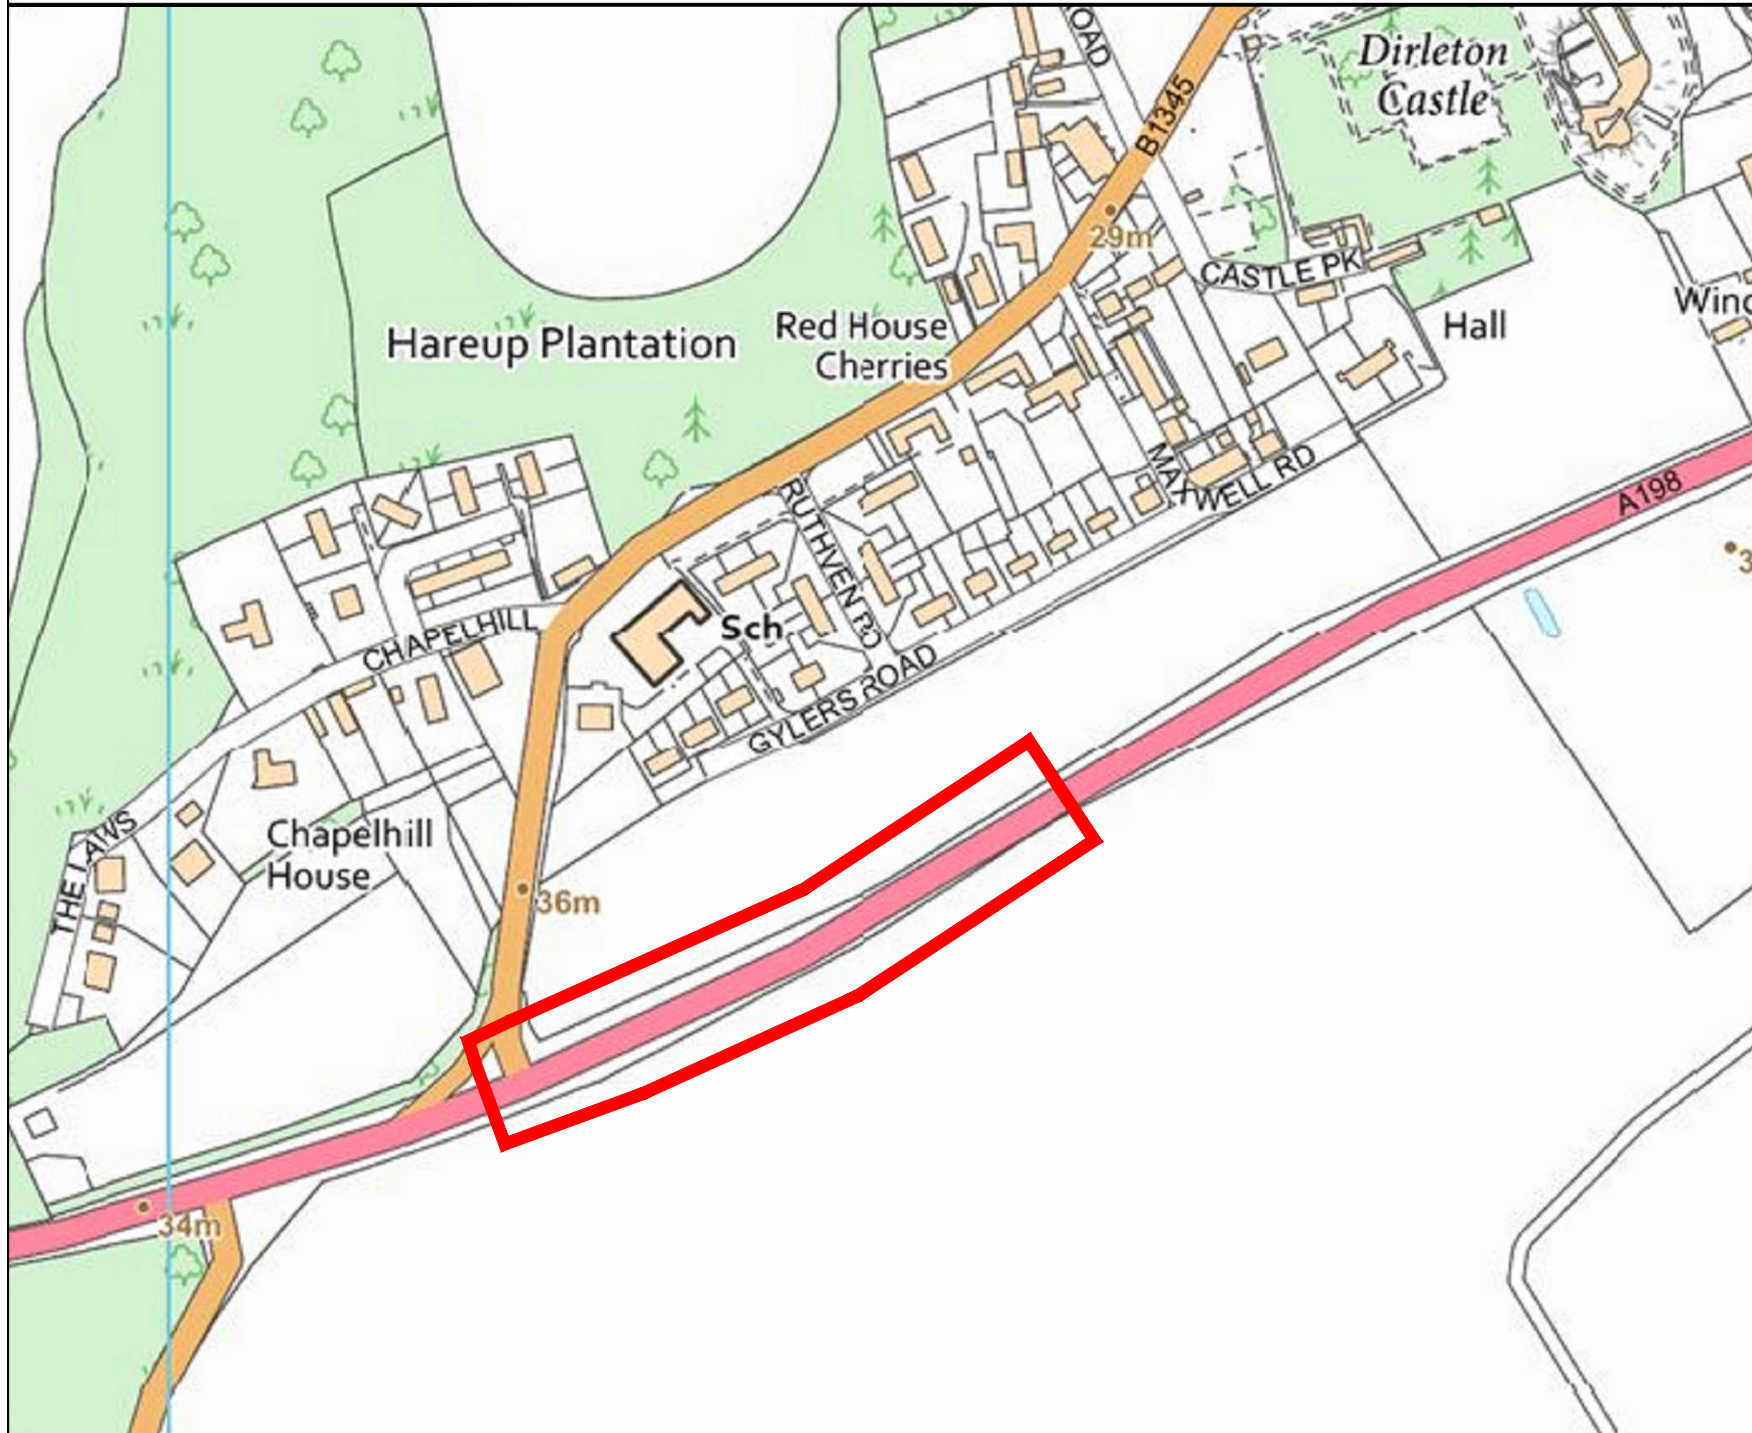 OAD
Dirleton
Castle
B1345
29m
CASTLE PK
Hareup Plantation
Red House
Cherries
Hall
MAXWELL RD
A198
RUTHVEN RD
Sch
CHAPELHILL
GYLERS ROAD
THE LAWS
Chapelhill
House
36m
34m